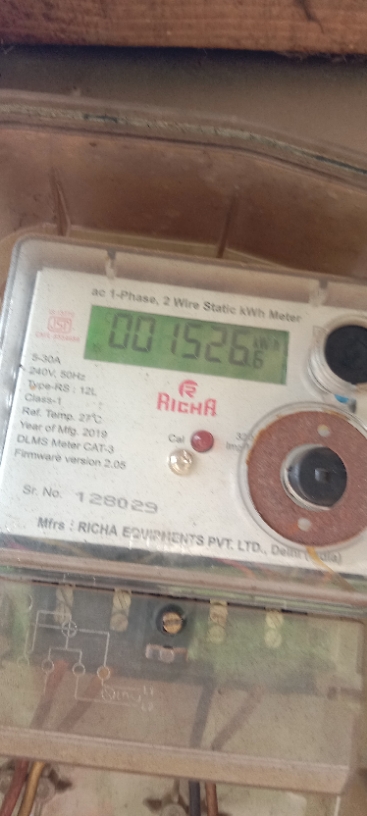 ac 1-Phase, 2 Wire Static kWh Meter
001526.6 kWh
5-30A
240V, 50Hz
Type-RS : 12L
Class-1
Ref. Temp. 27°C
Year of Mfg. 2019
DLMS Meter CAT-3
Firmware version 2.05
RICHA
Cal
Sr. No. 128029
Mfrs : RICHA EQUIPMENTS PVT. LTD., Delhi (India)